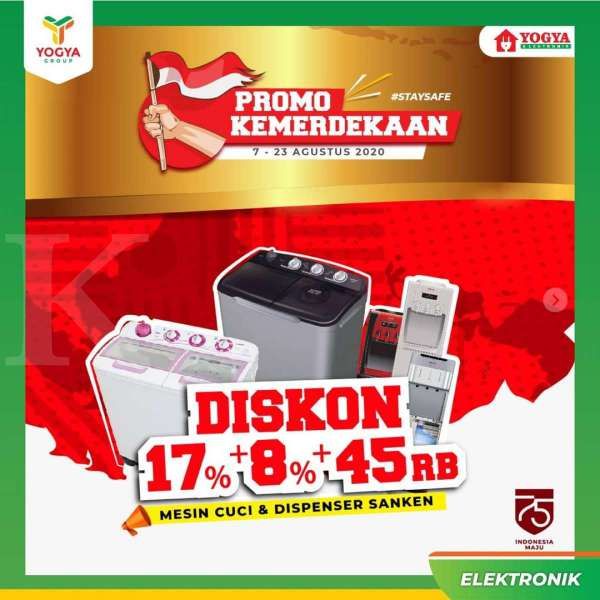 YOGYA
GROUP
YOGYA
ELEKTRONIK
#STAYSAFE
PROMO
KEMERDEKAAN
7 - 23 AGUSTUS 2020
K
DISKON
17% + 8% + 45RB
MESIN CUCI & DISPENSER SANKEN
75
INDONESIA
MAJU
ELEKTRONIK